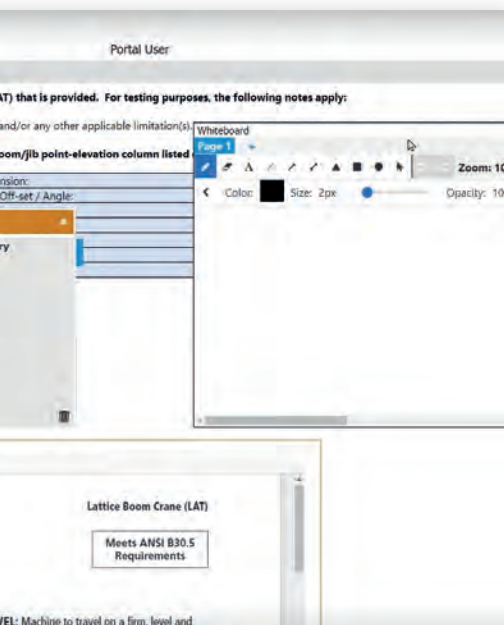 Portal User
AT) that is provided. For testing purposes, the following notes apply:
and/or any other applicable limitation(s).
oom/jib point-elevation column listed
Whiteboard
Page 1 +
A
Zoom: 10
Color: Size: 2px Opacity: 10
nsion:
Off-set / Angle:
ry
Lattice Boom Crane (LAT)
Meets ANSI B30.5
Requirements
VEL: Machine to travel on a firm, level and